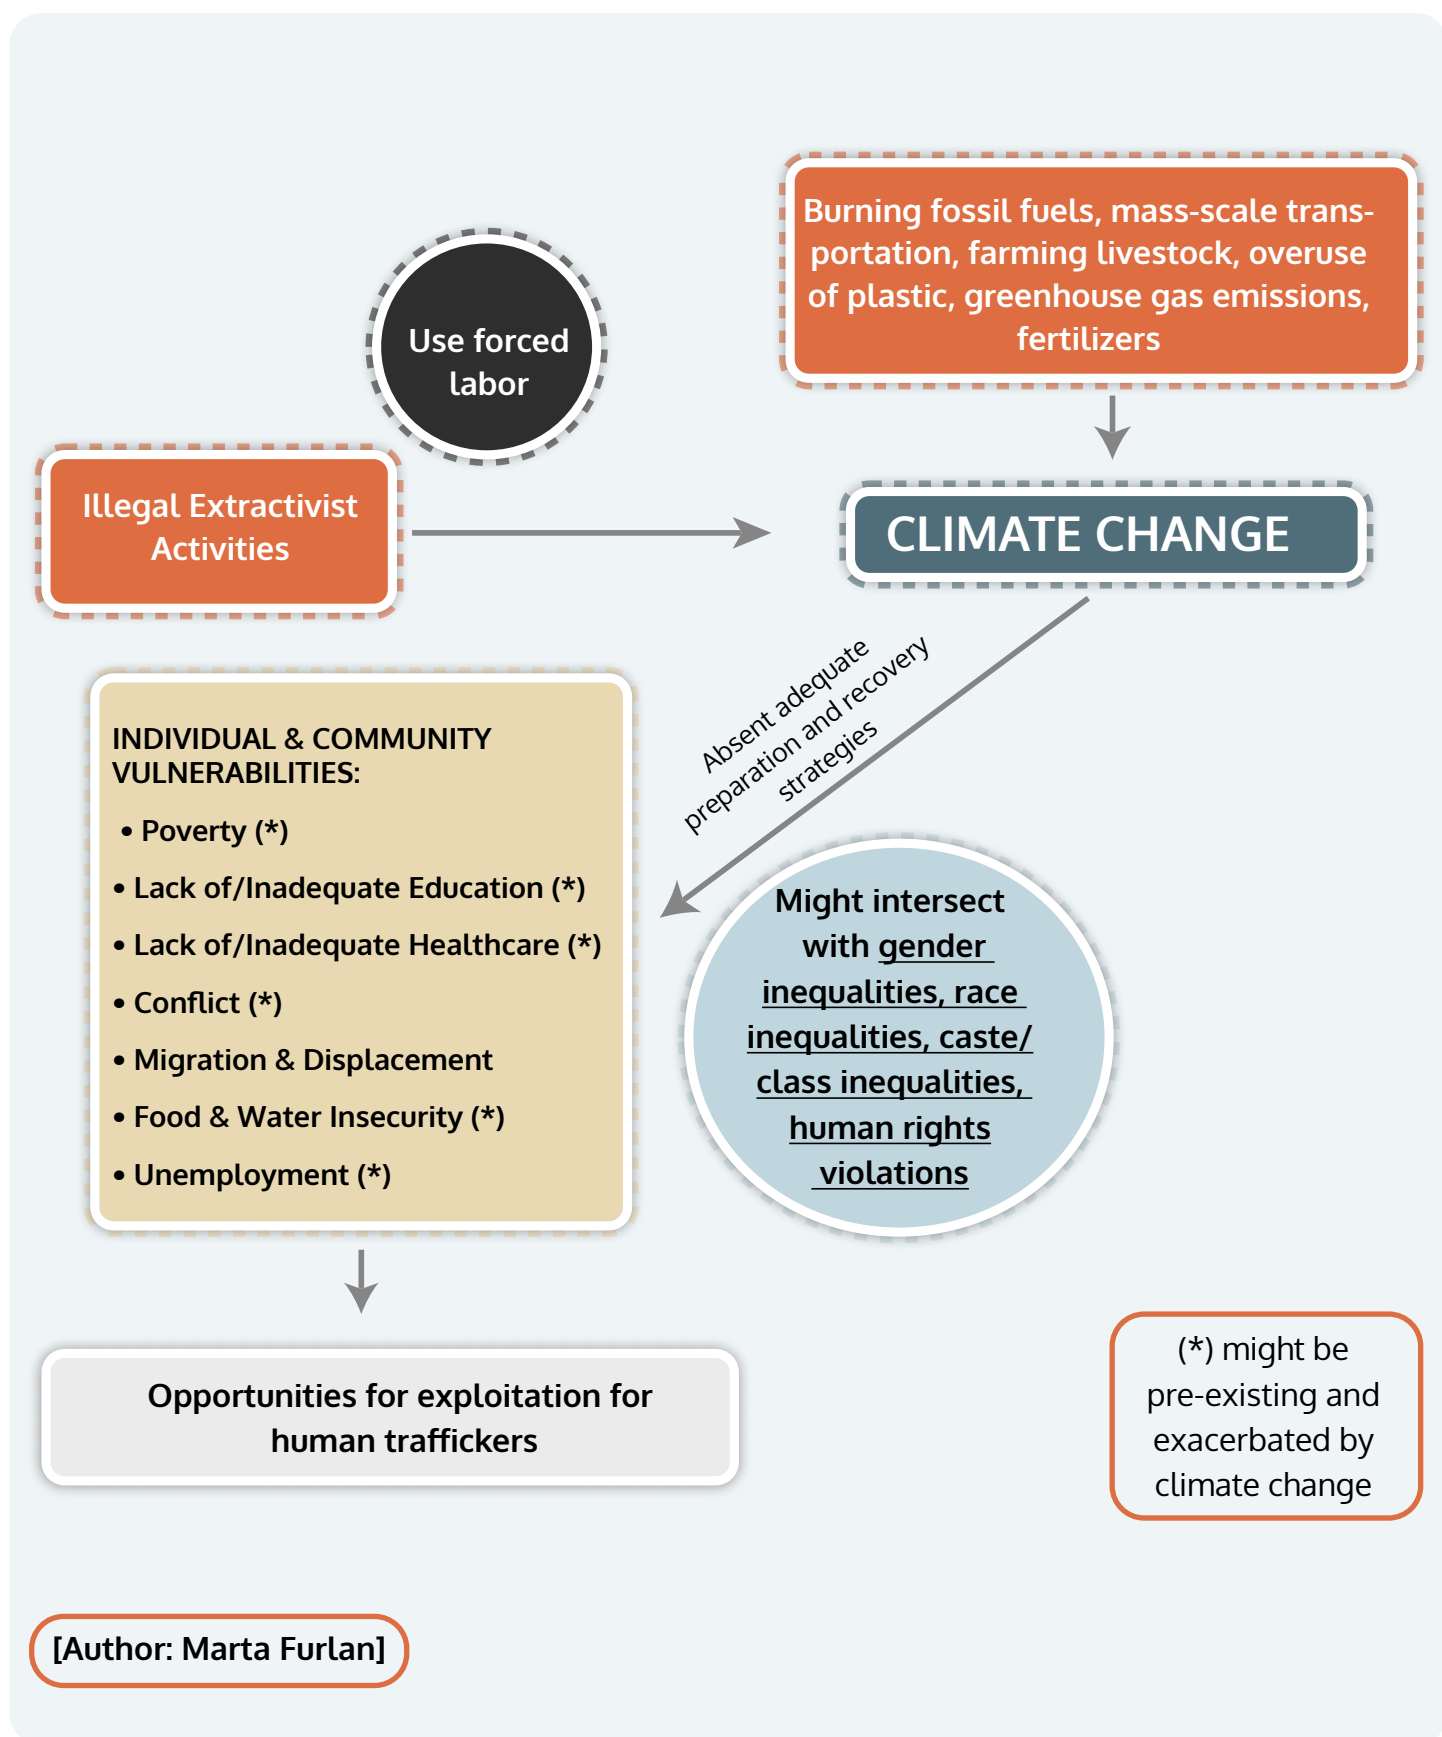 Burning fossil fuels, mass-scale trans-
portation, farming livestock, overuse
of plastic, greenhouse gas emissions,
fertilizers
Use forced
labor
Illegal Extractivist
Activities
CLIMATE CHANGE
Absent adequate
preparation and recovery
strategies
INDIVIDUAL & COMMUNITY
VULNERABILITIES:
• Poverty (*)
• Lack of/Inadequate Education (*)
• Lack of/Inadequate Healthcare (*)
• Conflict (*)
• Migration & Displacement
• Food & Water Insecurity (*)
• Unemployment (*)
Might intersect
with gender
inequalities, race
inequalities, caste/
class inequalities,
human rights
violations
Opportunities for exploitation for
human traffickers
(*) might be
pre-existing and
exacerbated by
climate change
[Author: Marta Furlan]